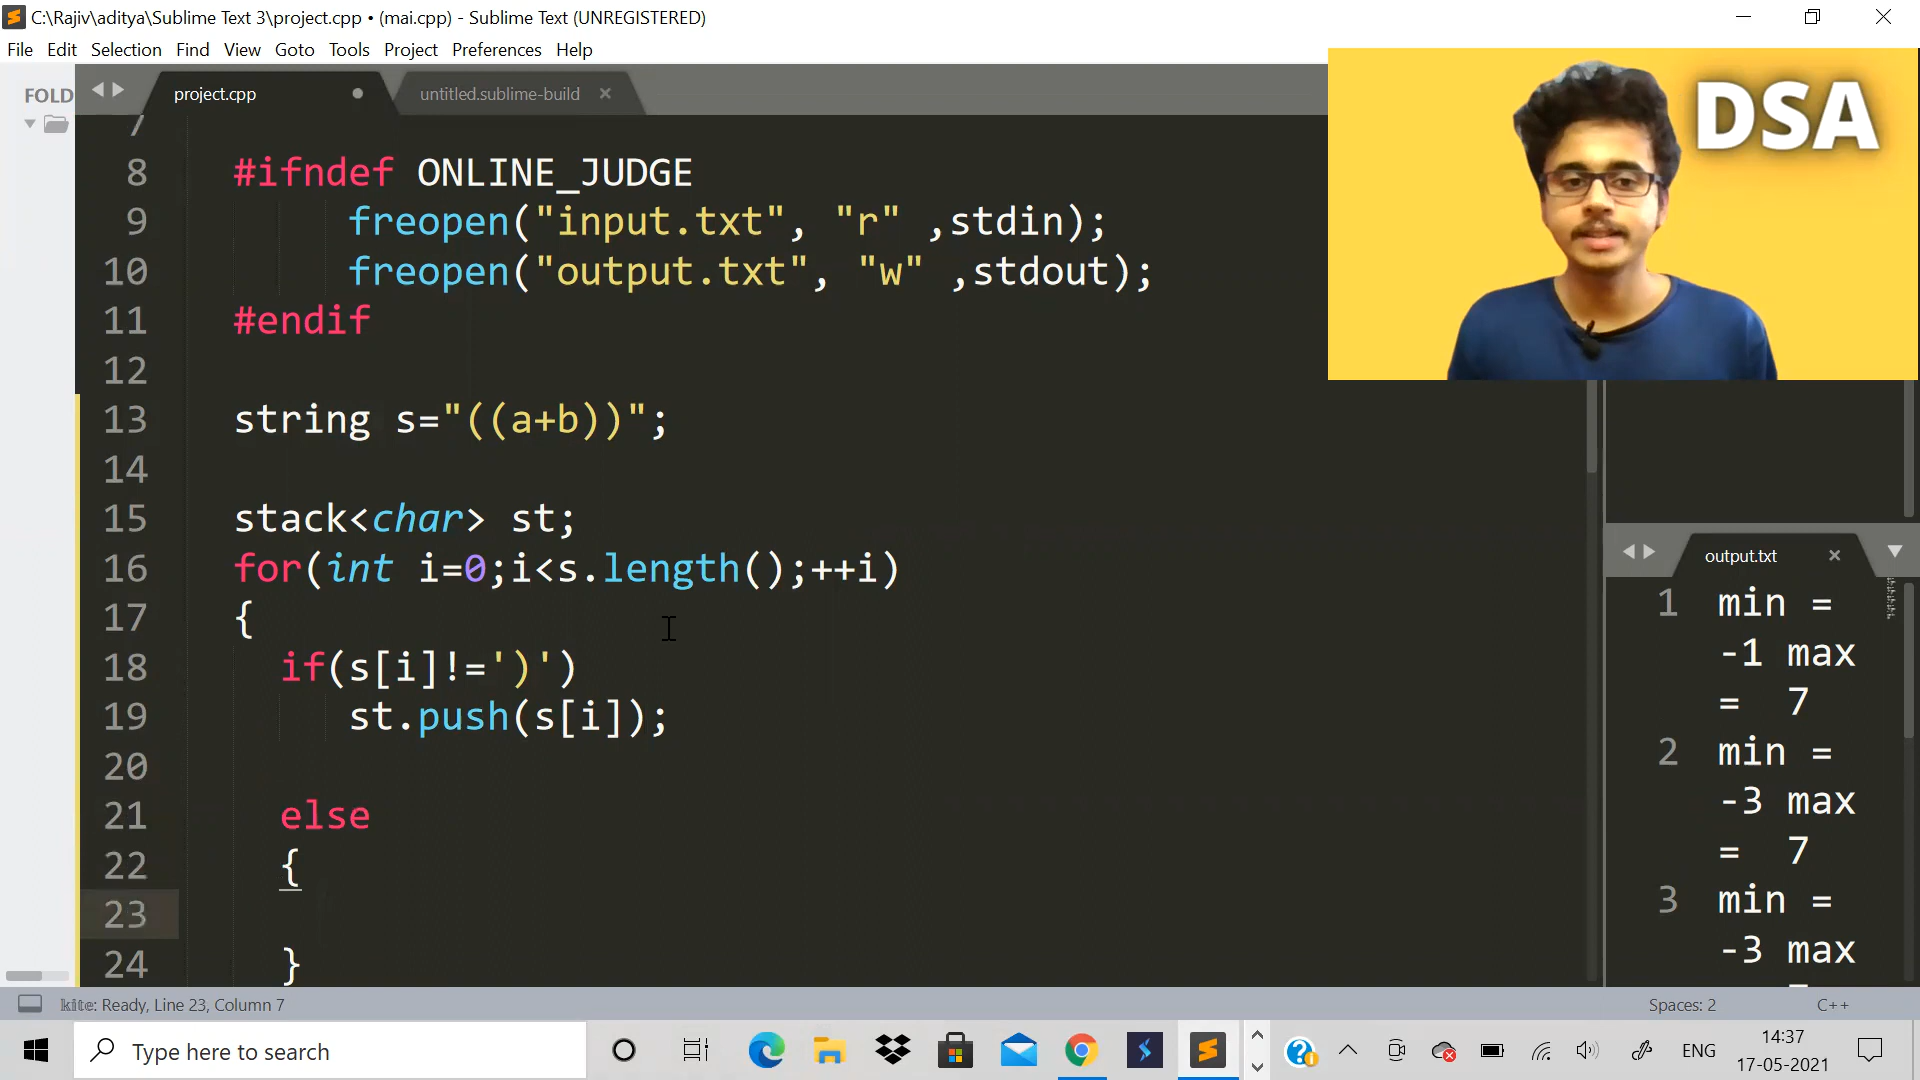 C:\Rajiv\aditya\Sublime Text 3\project.cpp • (mai.cpp) - Sublime Text (UNREGISTERED)
File Edit Selection Find View Goto Tools Project Preferences Help
FOLD
project.cpp
untitled.sublime-build
DSA
7
8 #ifndef ONLINE_JUDGE
9 freopen("input.txt", "r" ,stdin);
10 freopen("output.txt", "w" ,stdout);
11 #endif
12
13 string s="((a+b))";
14
15 stack<char> st;
16 for(int i=0;i<s.length();++i)
17 {
18 if(s[i]!=')')
19 st.push(s[i]);
20
21 else
22 {
23
24 }
output.txt
1 min =
-1 max
= 7
2 min =
-3 max
= 7
3 min =
-3 max
kite: Ready, Line 23, Column 7
Spaces: 2
C++
Type here to search
ENG
14:37
17-05-2021